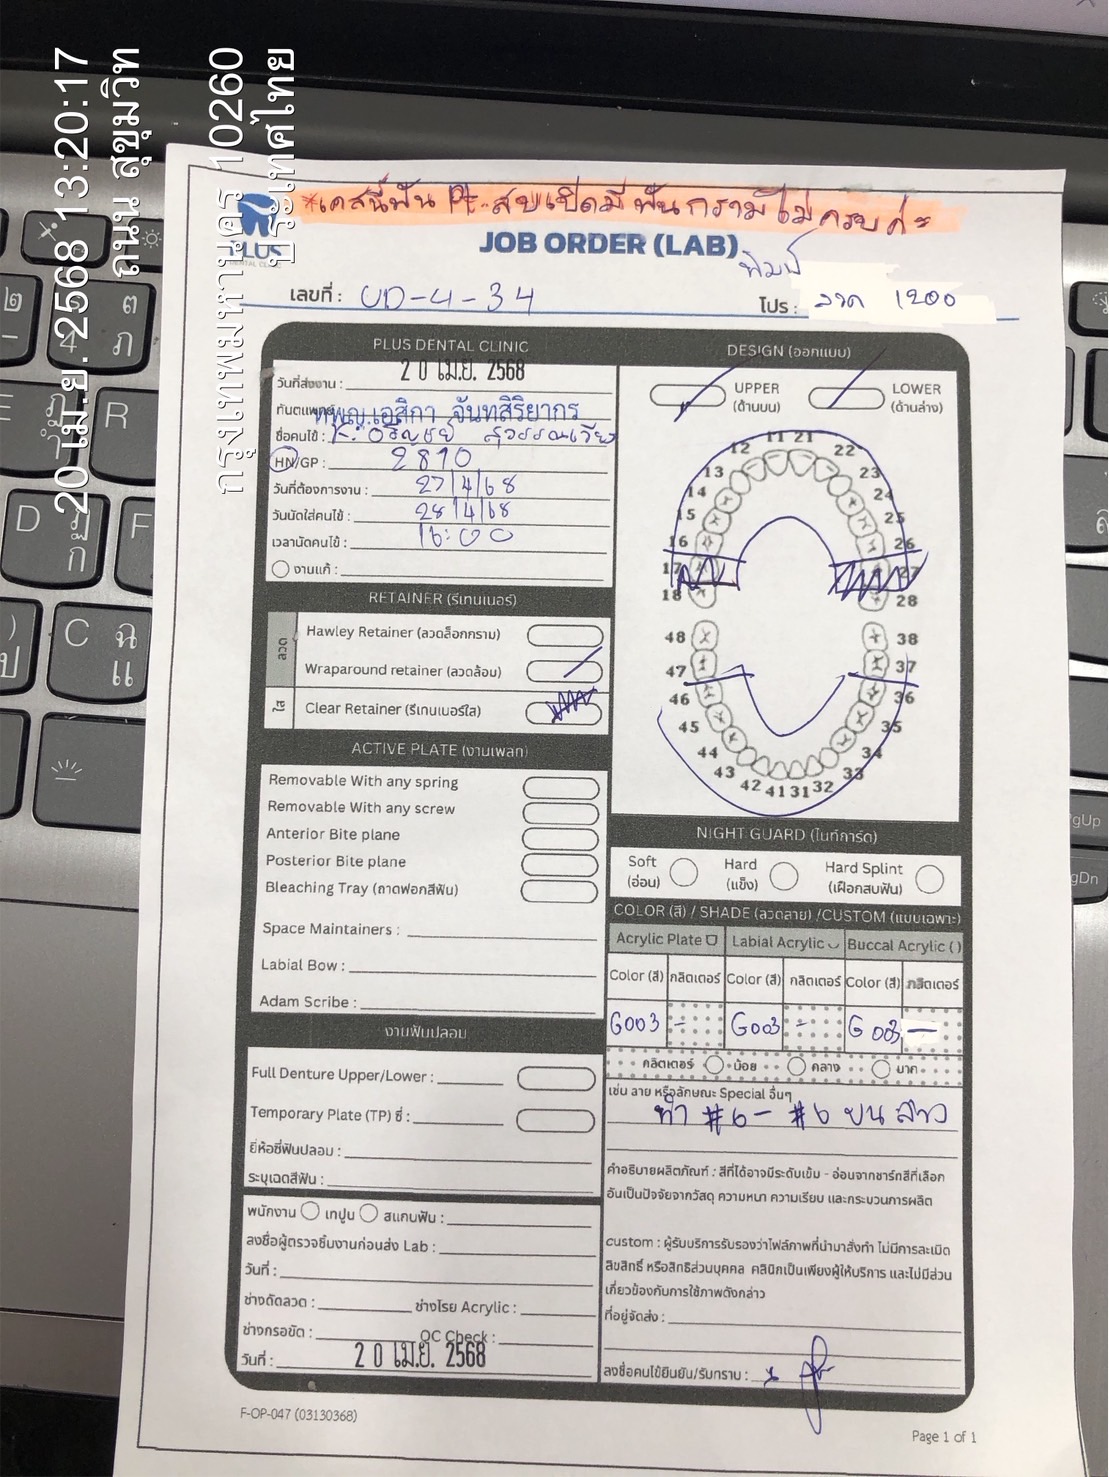 20 เม.ย. 2568 13:20:17
ถนน สุขุมวิท
กรุงเทพมหานคร 10260
ประเทศไทย
*เคสนี้ฟัน Pt. สบเปิดมีฟันกรามไม่ครบค่ะ
PLUS
DENTAL CLINIC
JOB ORDER (LAB)
พิมพ์
เลขที่ : UD-4-34
โปร : ลวด 1200
PLUS DENTAL CLINIC
วันที่ส่งงาน : 20 เม.ย. 2568
ทันตแพทย์ ทพญ.เอสิกา จันทสิริยากร
ชื่อคนไข้ :
HN/GP : 2810
วันที่ต้องการงาน : 27/4/68
วันนัดใส่คนไข้ : 28/4/68
เวลานัดคนไข้ : 16:00
งานแก้ :
RETAINER (รีเทนเนอร์)
ลวด
Hawley Retainer (ลวดล็อกกราม)
Wraparound retainer (ลวดล้อม)
ใส
Clear Retainer (รีเทนเนอร์ใส)
ACTIVE PLATE (งานเพลท)
Removable With any spring
Removable With any screw
Anterior Bite plane
Posterior Bite plane
Bleaching Tray (ถาดฟอกสีฟัน)
Space Maintainers :
Labial Bow :
Adam Scribe :
งานฟันปลอม
Full Denture Upper/Lower :
Temporary Plate (TP) ซี่ :
ยี่ห้อซี่ฟันปลอม :
ระบุเฉดสีฟัน :
พนักงาน เทปูน สแกนฟัน :
ลงชื่อผู้ตรวจชิ้นงานก่อนส่ง Lab :
วันที่ :
ช่างดัดลวด : ช่างโรย Acrylic :
ช่างกรอขัด : QC Check :
วันที่ : 20 เม.ย. 2568
DESIGN (ออกแบบ)
UPPER
(ด้านบน)
LOWER
(ด้านล่าง)
11 21
12 22
13 23
14 24
15 25
16 26
17 27
18 28
48 38
47 37
46 36
45 35
44 34
43 33
42 41 31 32
NIGHT GUARD (ไนท์การ์ด)
Soft
(อ่อน)
Hard
(แข็ง)
Hard Splint
(เฝือกสบฟัน)
COLOR (สี) / SHADE (ลวดลาย) /CUSTOM (แบบเฉพาะ)
Acrylic Plate Labial Acrylic Buccal Acrylic ( )
Color (สี) กลิตเตอร์ Color (สี) กลิตเตอร์ Color (สี) กลิตเตอร์
G003 - G003 - G003 -
กลิตเตอร์ น้อย กลาง มาก
เช่น ลาย หรือลักษณะ Special อื่นๆ
ทำ #6 - #6 บน ล่าง
คำอธิบายผลิตภัณฑ์ : สีที่ได้อาจมีระดับเข้ม - อ่อนจากชาร์ทสีที่เลือก
อันเป็นปัจจัยจากวัสดุ ความหนา ความเรียบ และกระบวนการผลิต
custom : ผู้รับบริการรับรองว่าไฟล์ภาพที่นำมาสั่งทำ ไม่มีการละเมิด
ลิขสิทธิ์ หรือสิทธิส่วนบุคคล คลินิกเป็นเพียงผู้ให้บริการ และไม่มีส่วน
เกี่ยวข้องกับการใช้ภาพดังกล่าว
ที่อยู่จัดส่ง :
ลงชื่อคนไข้ยืนยัน/รับทราบ :
F-OP-047 (03130368)
Page 1 of 1
R
D
F
C
gUp
gDn